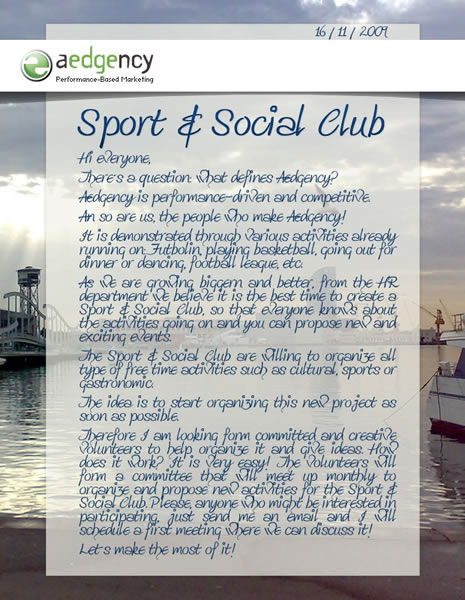 16 / 11 / 2009
aedgency
Performance-Based Marketing
Sport & Social Club
Hi everyone,
There's a question: what defines Aedgency?
Aedgency is performance-driven and competitive.
An so are us, the people who make Aedgency!
It is demonstrated through various activities already
running on: Futbolin, playing basketball, going out for
dinner or dancing, football league, etc.
As we are growing biggern and better, from the HR
department we believe it is the best time to create a
Sport & Social Club, so that everyone knows about
the activities going on and you can propose new and
exciting events.
The Sport & Social Club are willing to organize all
type of free time activities such as cultural, sports or
gastronomic.
The idea is to start organizing this new project as
soon as possible.
Therefore I am looking form committed and creative
volunteers to help organize it and give ideas. How
does it work? It is very easy! The volunteers will
form a committee that will meet up monthly to
organize and propose new activities for the Sport &
Social Club. Please, anyone who might be interested in
participating, just send me an email and I will
schedule a first meeting where we can discuss it!
Let's make the most of it!